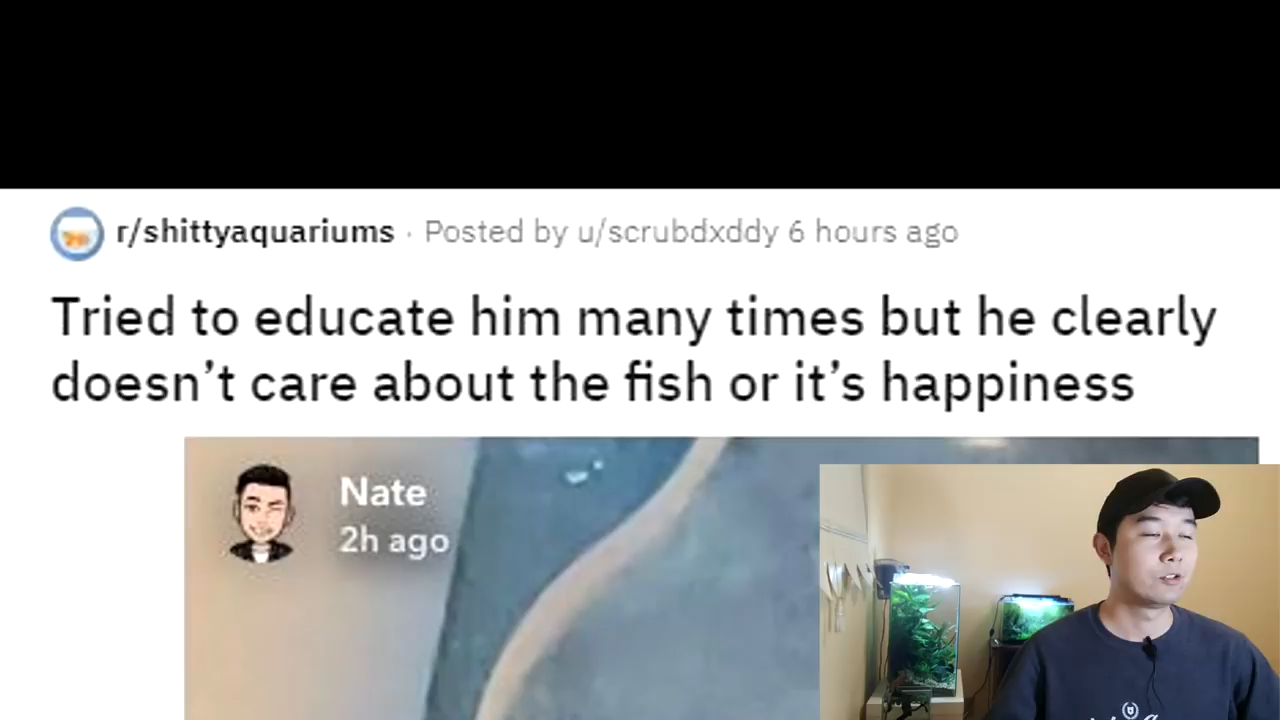 r/shittyaquariums · Posted by u/scrubdxddy 6 hours ago
Tried to educate him many times but he clearly
doesn’t care about the fish or it’s happiness
Nate
2h ago